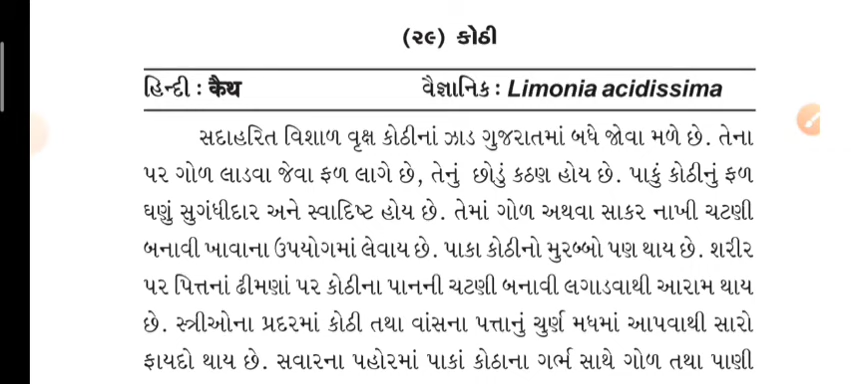 (૨૯) કોઠી
હિન્દી : कैथ વૈજ્ઞાનિક : Limonia acidissima
સદાહરિત વિશાળ વૃક્ષ કોઠીનાં ઝાડ ગુજરાતમાં બધે જોવા મળે છે. તેના
પર ગોળ લાડવા જેવા ફળ લાગે છે, તેનું છોડું કઠણ હોય છે. પાકું કોઠીનું ફળ
ઘણું સુગંધીદાર અને સ્વાદિષ્ટ હોય છે. તેમાં ગોળ અથવા સાકર નાખી ચટણી
બનાવી ખાવાના ઉપયોગમાં લેવાય છે. પાકા કોઠીનો મુરબ્બો પણ થાય છે. શરીર
પર પિત્તનાં ઢીમણાં પર કોઠીના પાનની ચટણી બનાવી લગાડવાથી આરામ થાય
છે. સ્ત્રીઓના પ્રદરમાં કોઠી તથા વાંસના પત્તાનું ચુર્ણ મધમાં આપવાથી સારો
ફાયદો થાય છે. સવારના પહોરમાં પાકાં કોઠાના ગર્ભ સાથે ગોળ તથા પાણી